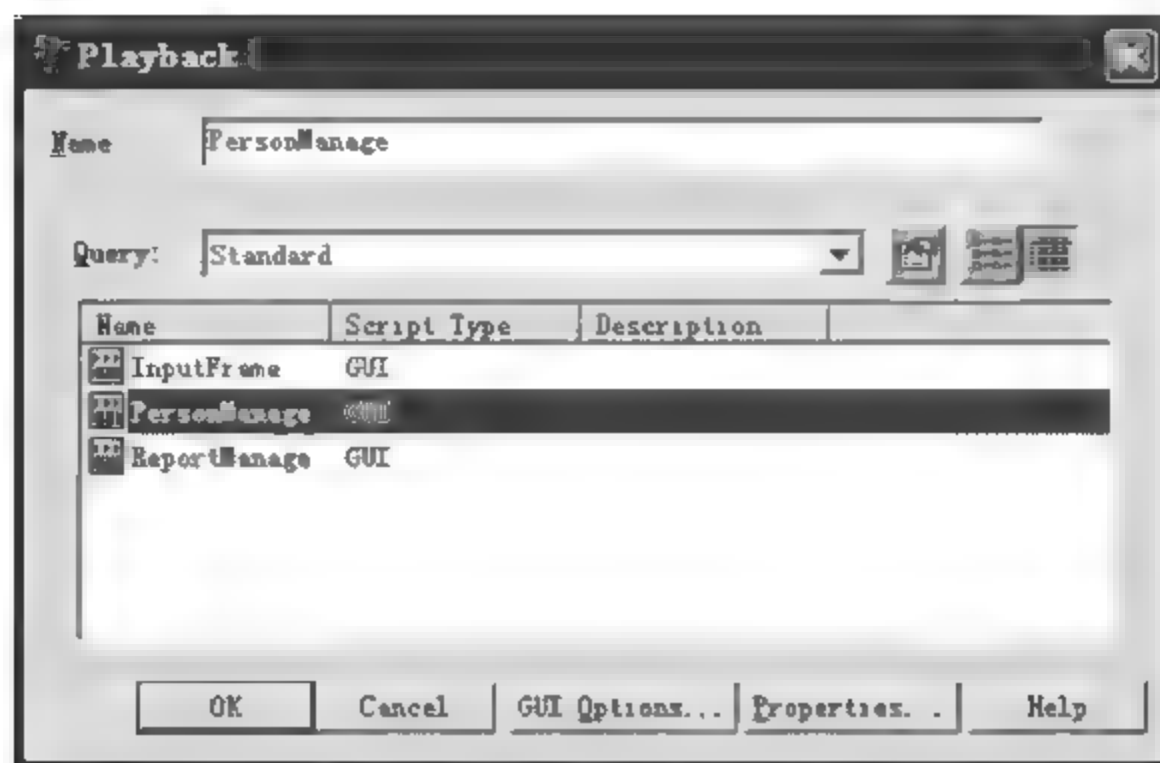 Playback
Name PersonManage
Query: Standard
Name Script Type Description
InputFrame GUI
PersonManage GUI
ReportManage GUI
OK Cancel GUI Options... Properties... Help